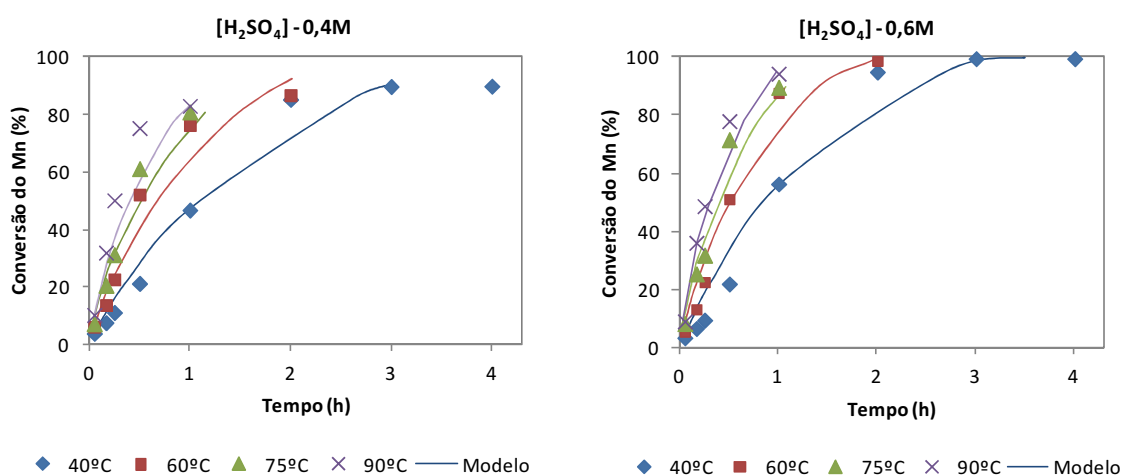 [H₂SO₄] - 0,4M
100
80
60
40
20
0
Conversão do Mn (%)
0 1 2 3 4
Tempo (h)
40ºC 60ºC 75ºC 90ºC Modelo
[H₂SO₄] - 0,6M
100
80
60
40
20
0
Conversão do Mn (%)
0 1 2 3 4
Tempo (h)
40ºC 60ºC 75ºC 90ºC Modelo